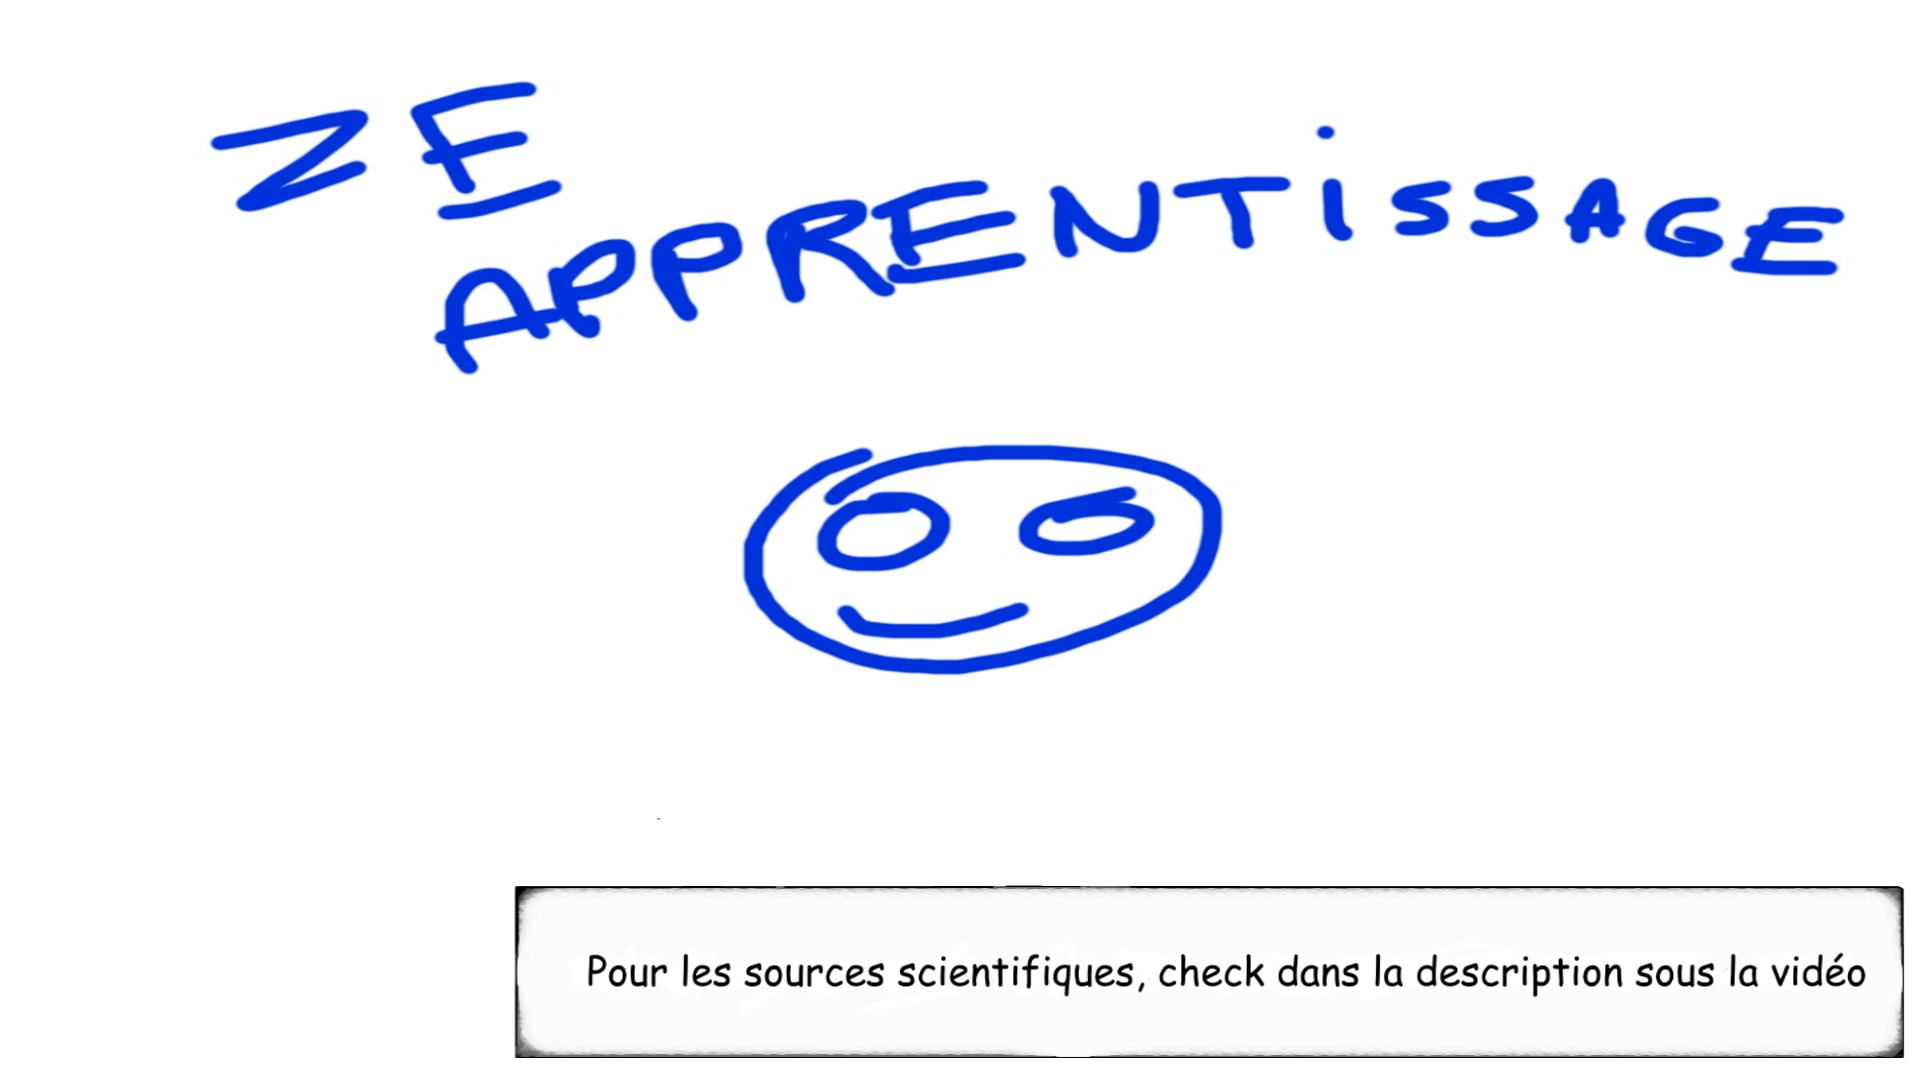 ZE
APPRENTiSSAGE
Pour les sources scientifiques, check dans la description sous la vidéo